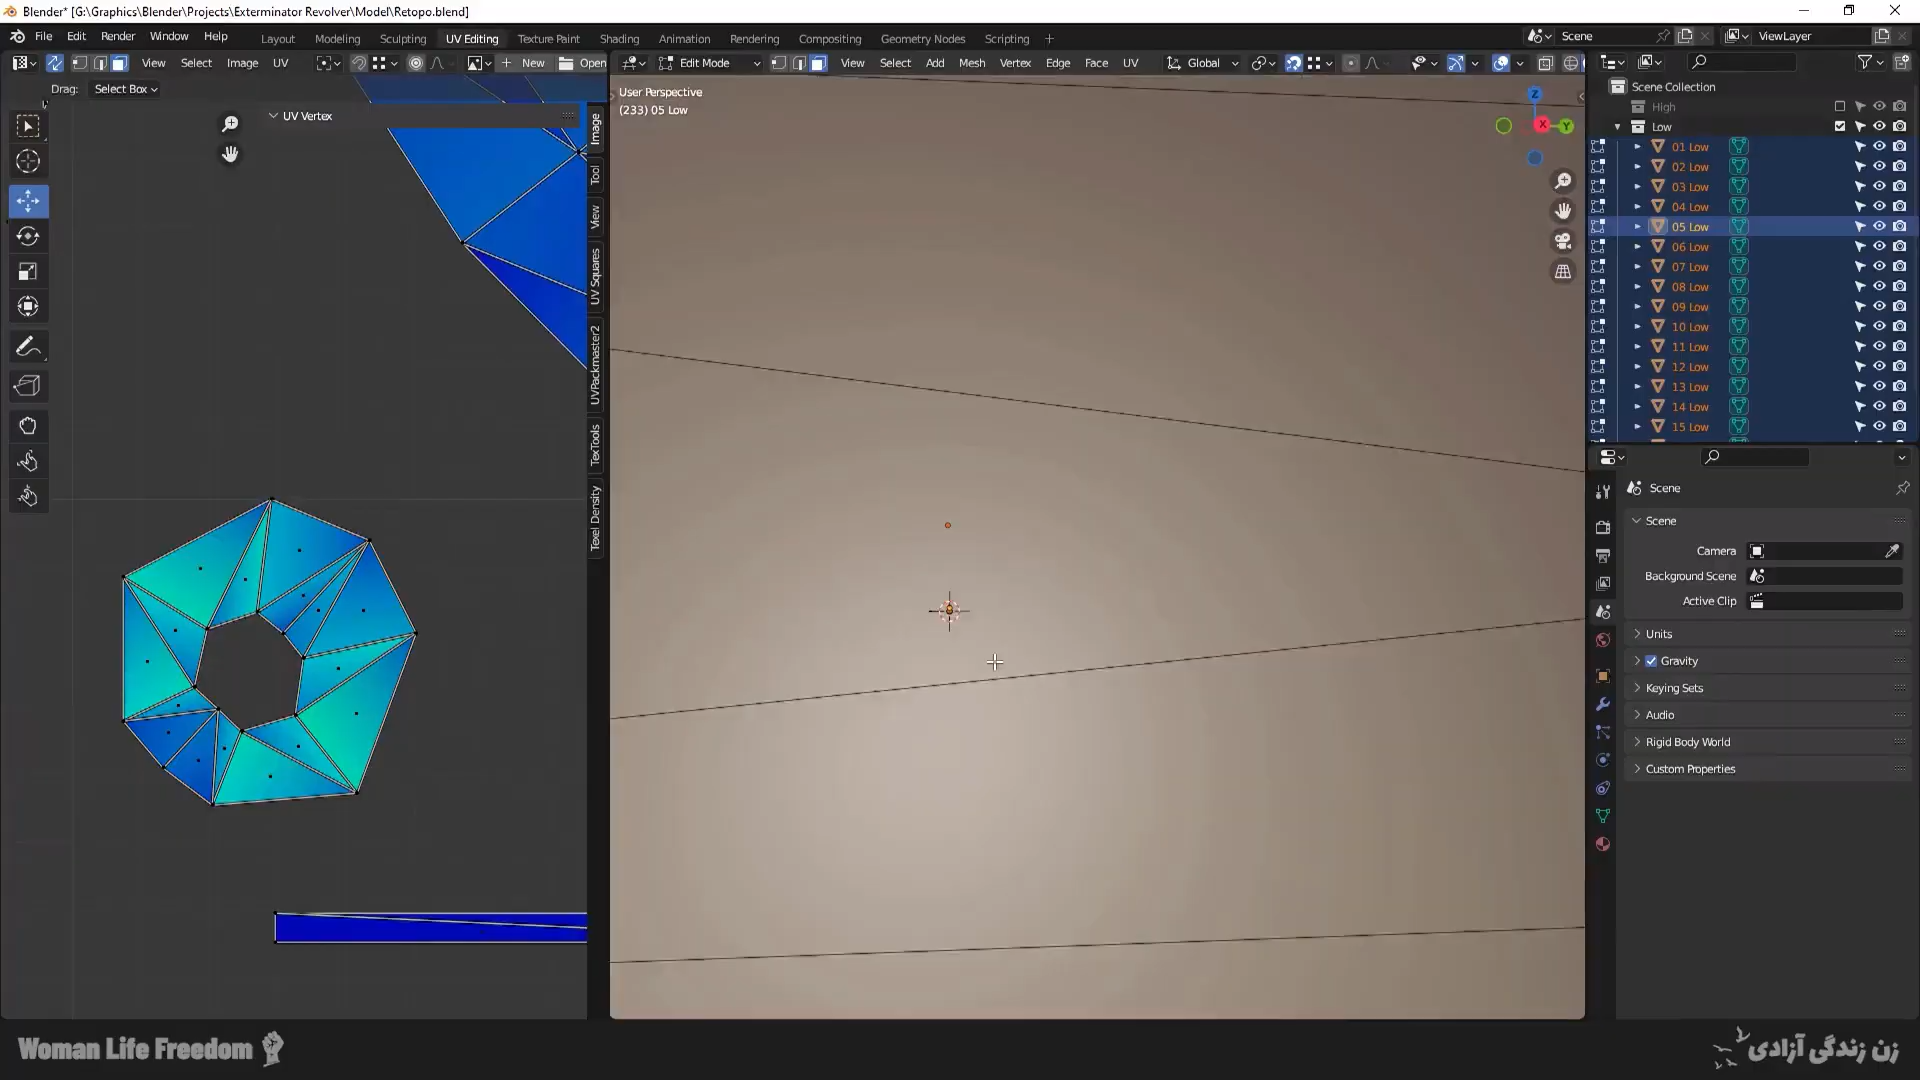 Blender* [G:\Graphics\Blender\Projects\Exterminator Revolver\Model\Retopo.blend]
File Edit Render Window Help Layout Modeling Sculpting UV Editing Texture Paint Shading Animation Rendering Compositing Geometry Nodes Scripting + Scene ViewLayer
View Select Image UV New Open Edit Mode View Select Add Mesh Vertex Edge Face UV Global
Drag: Select Box
UV Vertex
Image
Tool
View
UV Squares
UVPackmaster2
TexTools
Texel Density
User Perspective
(233) 05 Low
Z
X
Y
Scene Collection
High
Low
01 Low
02 Low
03 Low
04 Low
05 Low
06 Low
07 Low
08 Low
09 Low
10 Low
11 Low
12 Low
13 Low
14 Low
15 Low
Scene
Scene
Camera
Background Scene
Active Clip
Units
Gravity
Keying Sets
Audio
Rigid Body World
Custom Properties
Woman Life Freedom
زن زندگی آزادی